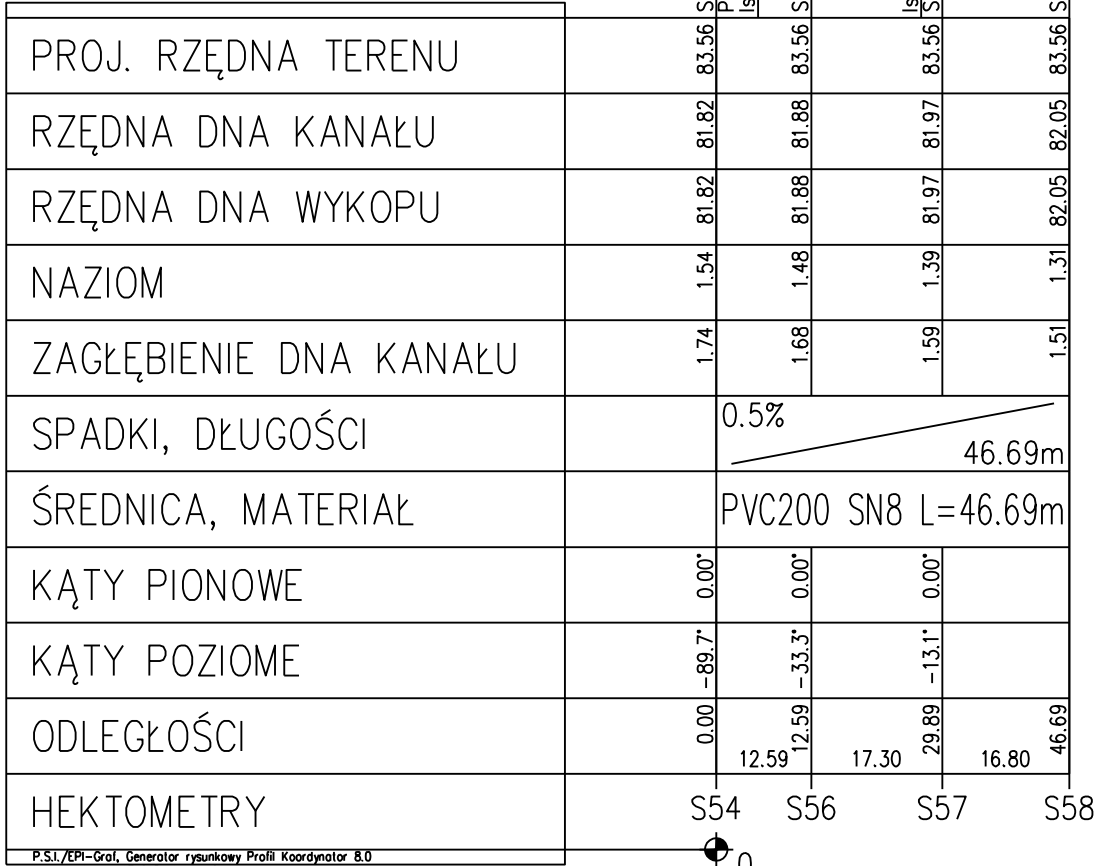 S P Is S Is S S
PROJ. RZĘDNA TERENU 83.56 83.56 83.56 83.56
RZĘDNA DNA KANAŁU 81.82 81.88 81.97 82.05
RZĘDNA DNA WYKOPU 81.82 81.88 81.97 82.05
NAZIOM 1.54 1.48 1.39 1.31
ZAGŁĘBIENIE DNA KANAŁU 1.74 1.68 1.59 1.51
SPADKI, DŁUGOŚCI 0.5% 46.69m
ŚREDNICA, MATERIAŁ PVC200 SN8 L=46.69m
KĄTY PIONOWE 0.00° 0.00° 0.00°
KĄTY POZIOME -89.7° -33.3° -13.1°
ODLEGŁOŚCI 0.00 12.59 12.59 17.30 29.89 16.80 46.69
HEKTOMETRY S54 S56 S57 S58
P.S.I./EPI-Graf, Generator rysunkowy Profil Koordynator 8.0
0